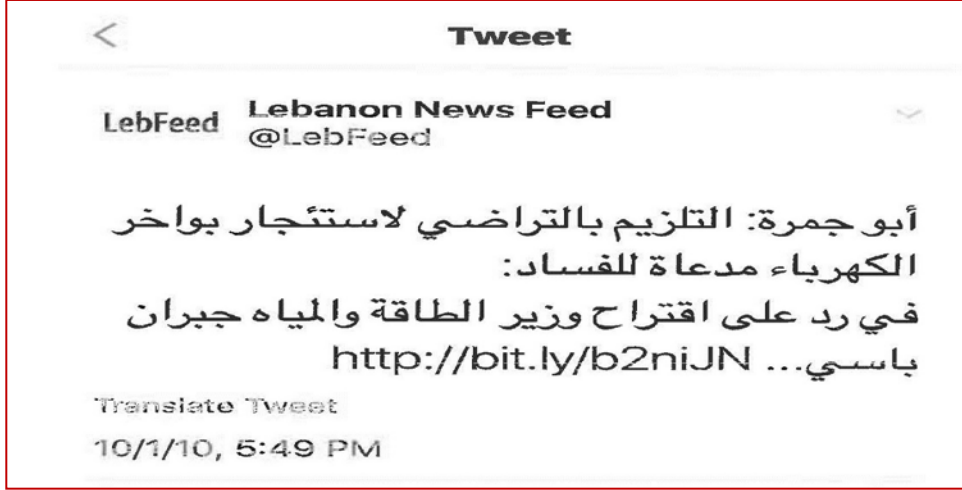 Tweet
LebFeed
Lebanon News Feed
@LebFeed
أبو جمرة: التلزيم بالتراضي لاستئجار بواخر
الكهرباء مدعاة للفساد:
في رد على اقتراح وزير الطاقة والمياه جبران
باسي... http://bit.ly/b2niJN
Translate Tweet
10/1/10, 5:49 PM